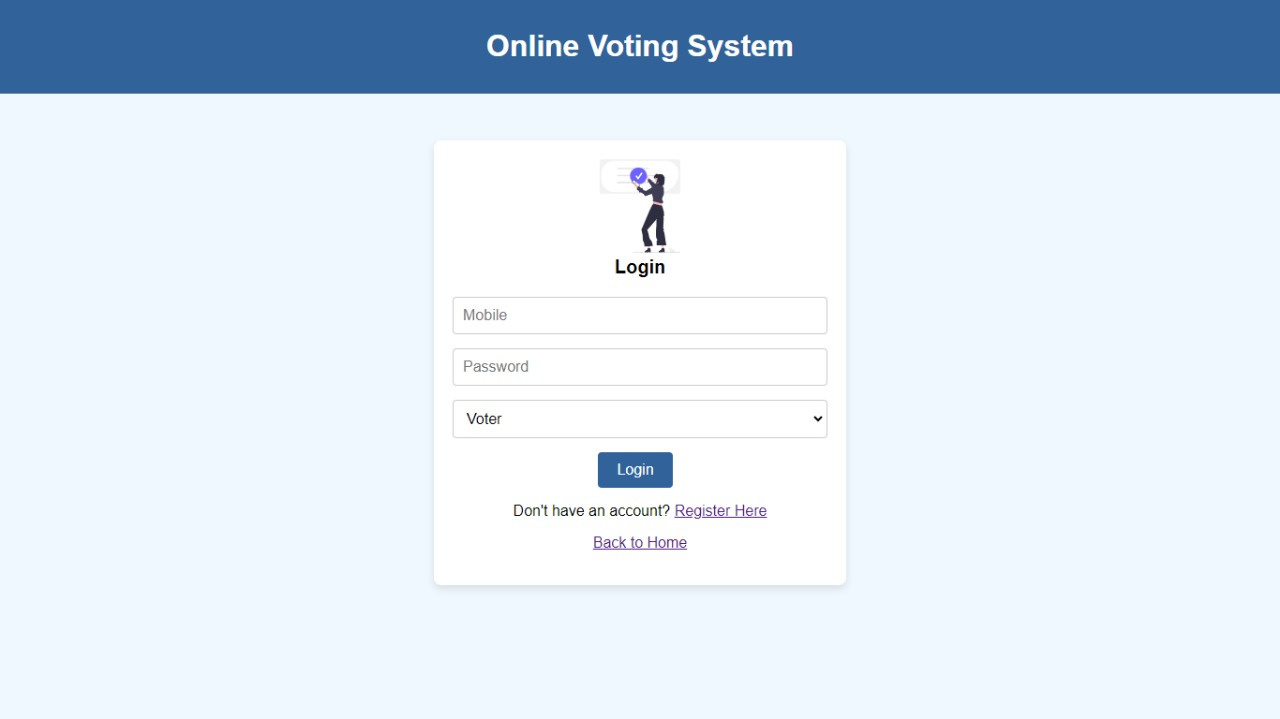 Online Voting System
Login
Mobile
Password
Voter
Login
Don't have an account? Register Here
Back to Home